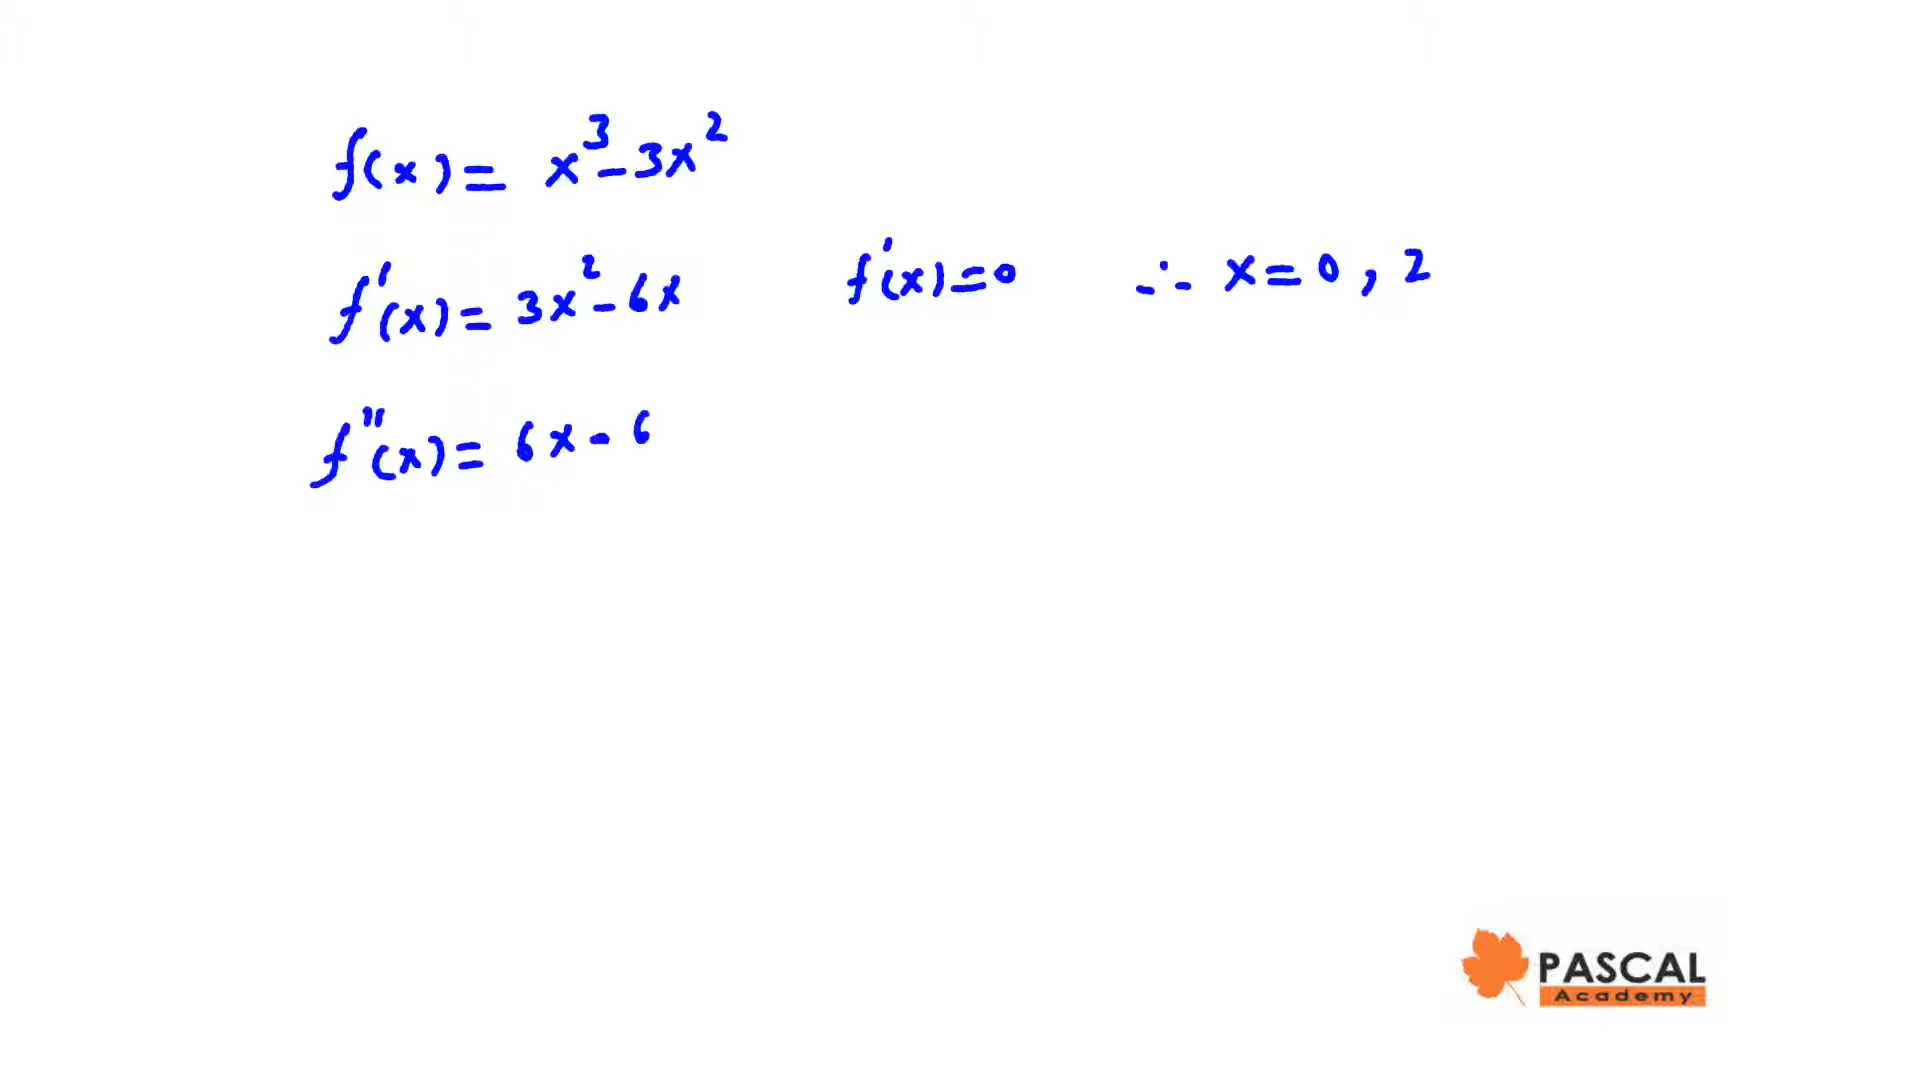 f(x) = x³ - 3x²
f'(x) = 3x² - 6x f'(x) = 0 ∴ x = 0, 2
f"(x) = 6x - 6
PASCAL
Academy